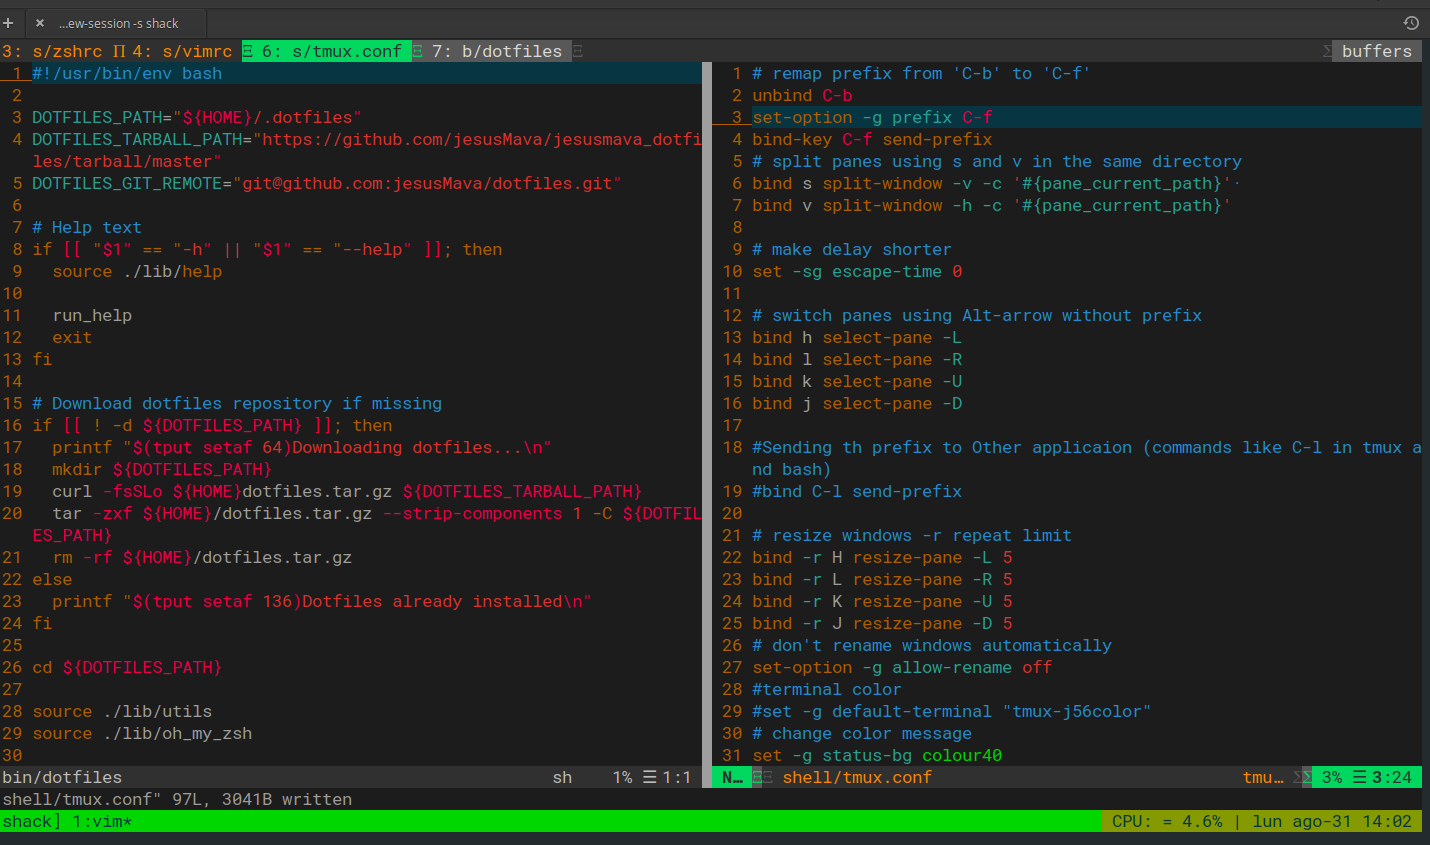 + × ...ew-session -s shack
3: s/zshrc Π 4: s/vimrc Ξ 6: s/tmux.conf Ξ 7: b/dotfiles Ξ Σ buffers
1 #!/usr/bin/env bash
2
3 DOTFILES_PATH="${HOME}/.dotfiles"
4 DOTFILES_TARBALL_PATH="https://github.com/jesusMava/jesusmava_dotfi
les/tarball/master"
5 DOTFILES_GIT_REMOTE="git@github.com:jesusMava/dotfiles.git"
6
7 # Help text
8 if [[ "$1" == "-h" || "$1" == "--help" ]]; then
9   source ./lib/help
10
11   run_help
12   exit
13 fi
14
15 # Download dotfiles repository if missing
16 if [[ ! -d ${DOTFILES_PATH} ]]; then
17   printf "$(tput setaf 64)Downloading dotfiles...\n"
18   mkdir ${DOTFILES_PATH}
19   curl -fsSLo ${HOME}dotfiles.tar.gz ${DOTFILES_TARBALL_PATH}
20   tar -zxf ${HOME}/dotfiles.tar.gz --strip-components 1 -C ${DOTFIL
ES_PATH}
21   rm -rf ${HOME}/dotfiles.tar.gz
22 else
23   printf "$(tput setaf 136)Dotfiles already installed\n"
24 fi
25
26 cd ${DOTFILES_PATH}
27
28 source ./lib/utils
29 source ./lib/oh_my_zsh
30
bin/dotfiles sh 1% ☰ 1:1
1 # remap prefix from 'C-b' to 'C-f'
2 unbind C-b
3 set-option -g prefix C-f
4 bind-key C-f send-prefix
5 # split panes using s and v in the same directory
6 bind s split-window -v -c '#{pane_current_path}'·
7 bind v split-window -h -c '#{pane_current_path}'
8
9 # make delay shorter
10 set -sg escape-time 0
11
12 # switch panes using Alt-arrow without prefix
13 bind h select-pane -L
14 bind l select-pane -R
15 bind k select-pane -U
16 bind j select-pane -D
17
18 #Sending th prefix to Other applicaion (commands like C-l in tmux a
nd bash)
19 #bind C-l send-prefix
20
21 # resize windows -r repeat limit
22 bind -r H resize-pane -L 5
23 bind -r L resize-pane -R 5
24 bind -r K resize-pane -U 5
25 bind -r J resize-pane -D 5
26 # don't rename windows automatically
27 set-option -g allow-rename off
28 #terminal color
29 #set -g default-terminal "tmux-j56color"
30 # change color message
31 set -g status-bg colour40
N… ΞΞ shell/tmux.conf tmu… ΣΣ 3% ☰ 3:24
shell/tmux.conf" 97L, 3041B written
shack] 1:vim* CPU: = 4.6% | lun ago-31 14:02